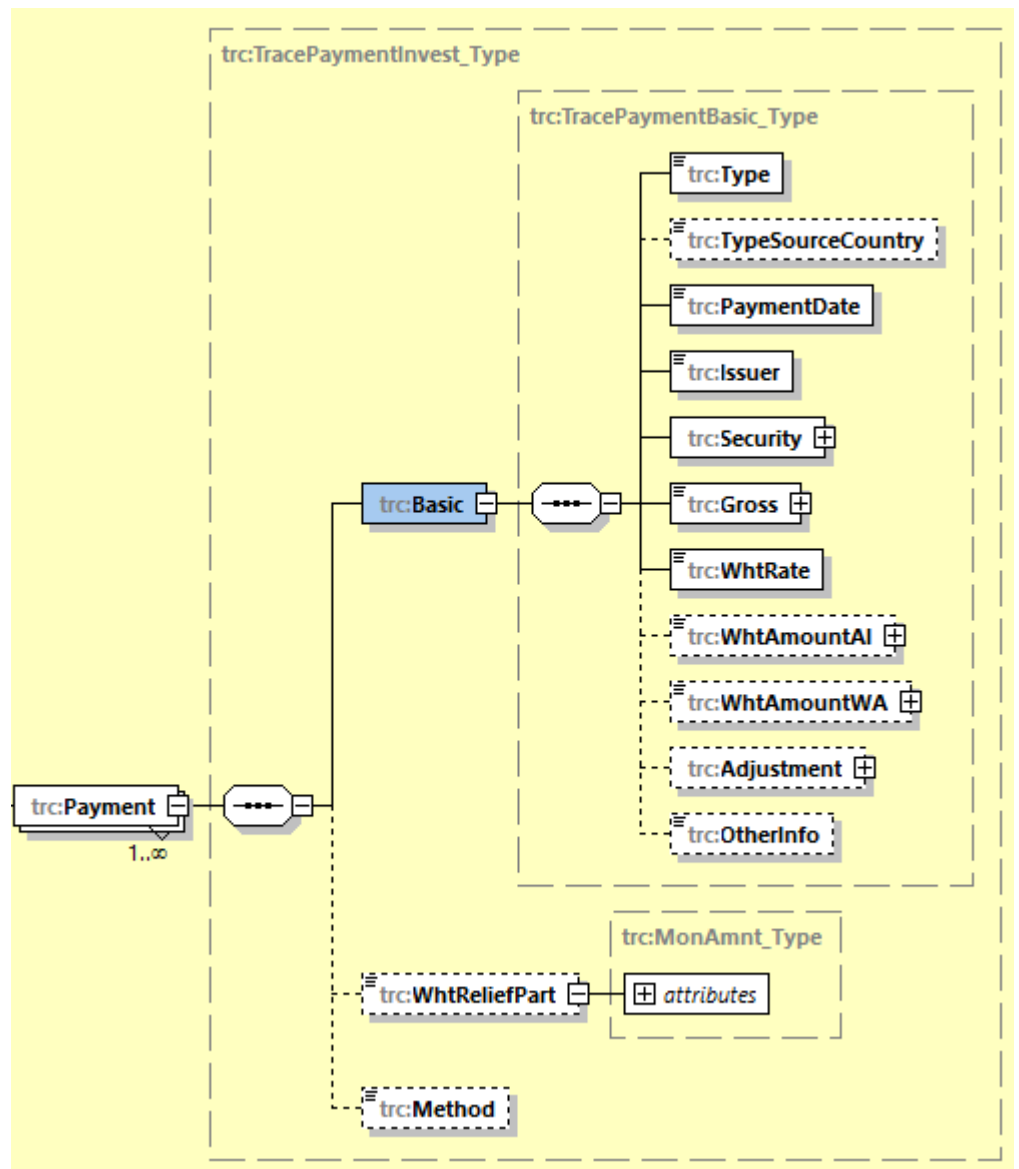 trc:TracePaymentInvest_Type
trc:TracePaymentBasic_Type
trc:Type
trc:TypeSourceCountry
trc:PaymentDate
trc:Issuer
trc:Security
trc:Basic
trc:Gross
trc:WhtRate
trc:WhtAmountAI
trc:WhtAmountWA
trc:Adjustment
trc:Payment
1..∞
trc:OtherInfo
trc:MonAmnt_Type
trc:WhtReliefPart
attributes
trc:Method